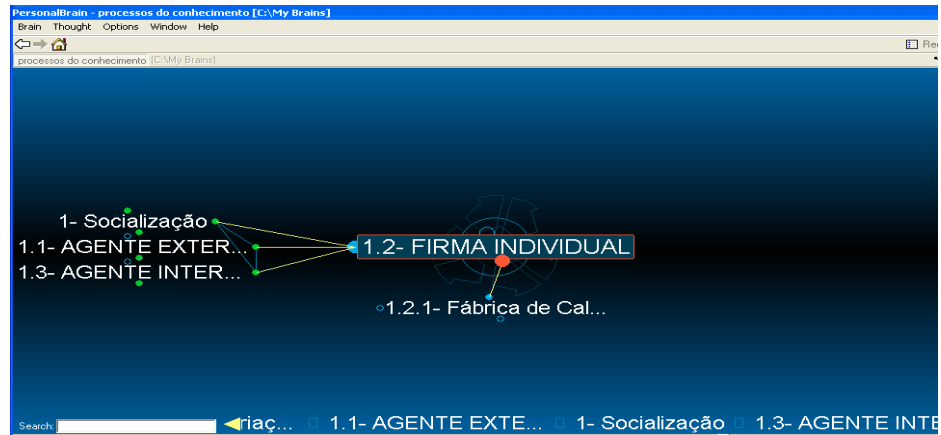 PersonalBrain - processos do conhecimento [C:\My Brains]
Brain Thought Options Window Help
processos do conhecimento [C:\My Brains]
1- Socialização
1.1- AGENTE EXTER...
1.2- FIRMA INDIVIDUAL
1.3- AGENTE INTER...
1.2.1- Fábrica de Cal...
Search:
riaç... 1.1- AGENTE EXTE... 1- Socialização 1.3- AGENTE INTE